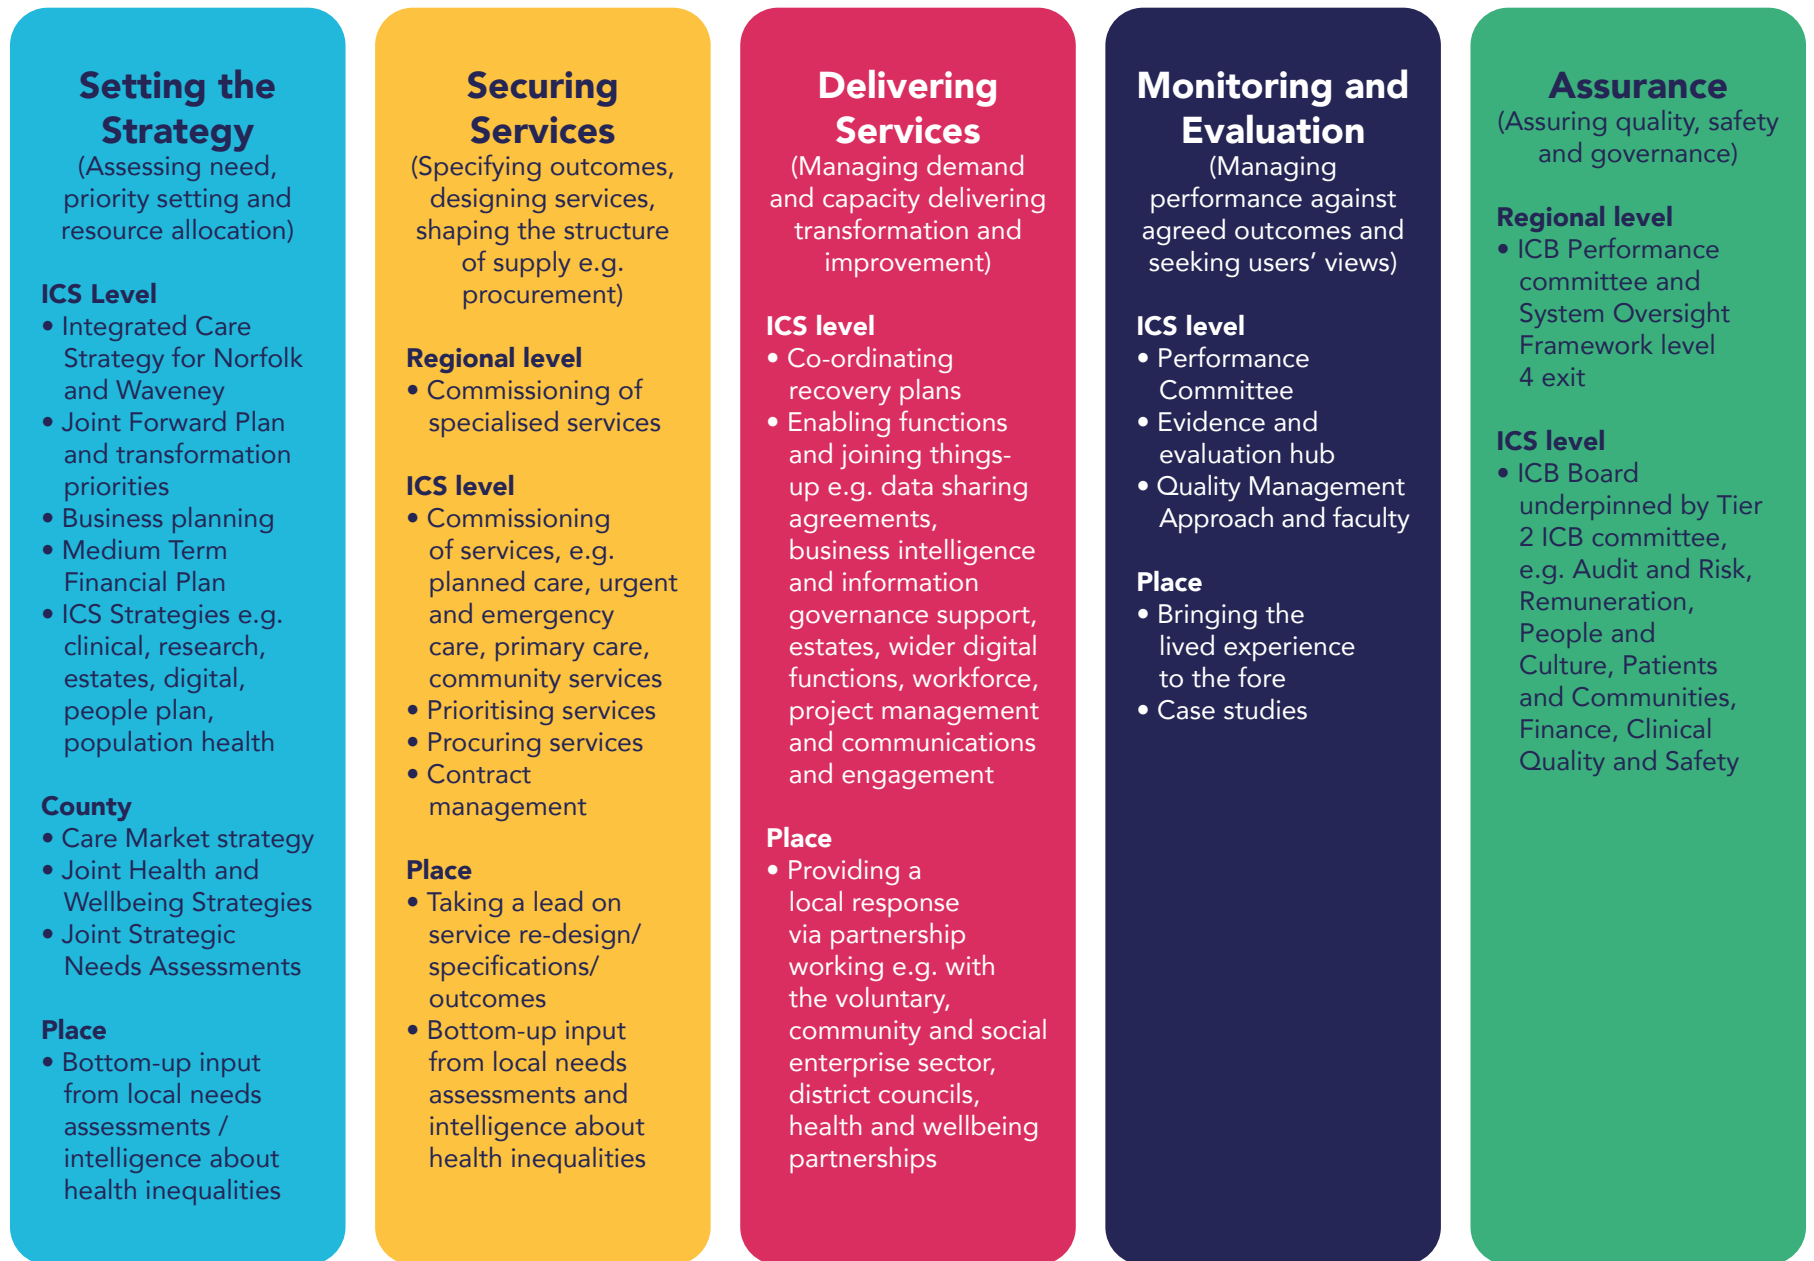 Setting the
Strategy
(Assessing need,
priority setting and
resource allocation)
ICS Level
• Integrated Care
Strategy for Norfolk
and Waveney
• Joint Forward Plan
and transformation
priorities
• Business planning
• Medium Term
Financial Plan
• ICS Strategies e.g.
clinical, research,
estates, digital,
people plan,
population health
County
• Care Market strategy
• Joint Health and
Wellbeing Strategies
• Joint Strategic
Needs Assessments
Place
• Bottom-up input
from local needs
assessments /
intelligence about
health inequalities
Securing
Services
(Specifying outcomes,
designing services,
shaping the structure
of supply e.g.
procurement)
Regional level
• Commissioning of
specialised services
ICS level
• Commissioning
of services, e.g.
planned care, urgent
and emergency
care, primary care,
community services
• Prioritising services
• Procuring services
• Contract
management
Place
• Taking a lead on
service re-design/
specifications/
outcomes
• Bottom-up input
from local needs
assessments and
intelligence about
health inequalities
Delivering
Services
(Managing demand
and capacity delivering
transformation and
improvement)
ICS level
• Co-ordinating
recovery plans
• Enabling functions
and joining things-
up e.g. data sharing
agreements,
business intelligence
and information
governance support,
estates, wider digital
functions, workforce,
project management
and communications
and engagement
Place
• Providing a
local response
via partnership
working e.g. with
the voluntary,
community and social
enterprise sector,
district councils,
health and wellbeing
partnerships
Monitoring and
Evaluation
(Managing
performance against
agreed outcomes and
seeking users’ views)
ICS level
• Performance
Committee
• Evidence and
evaluation hub
• Quality Management
Approach and faculty
Place
• Bringing the
lived experience
to the fore
• Case studies
Assurance
(Assuring quality, safety
and governance)
Regional level
• ICB Performance
committee and
System Oversight
Framework level
4 exit
ICS level
• ICB Board
underpinned by Tier
2 ICB committee,
e.g. Audit and Risk,
Remuneration,
People and
Culture, Patients
and Communities,
Finance, Clinical
Quality and Safety